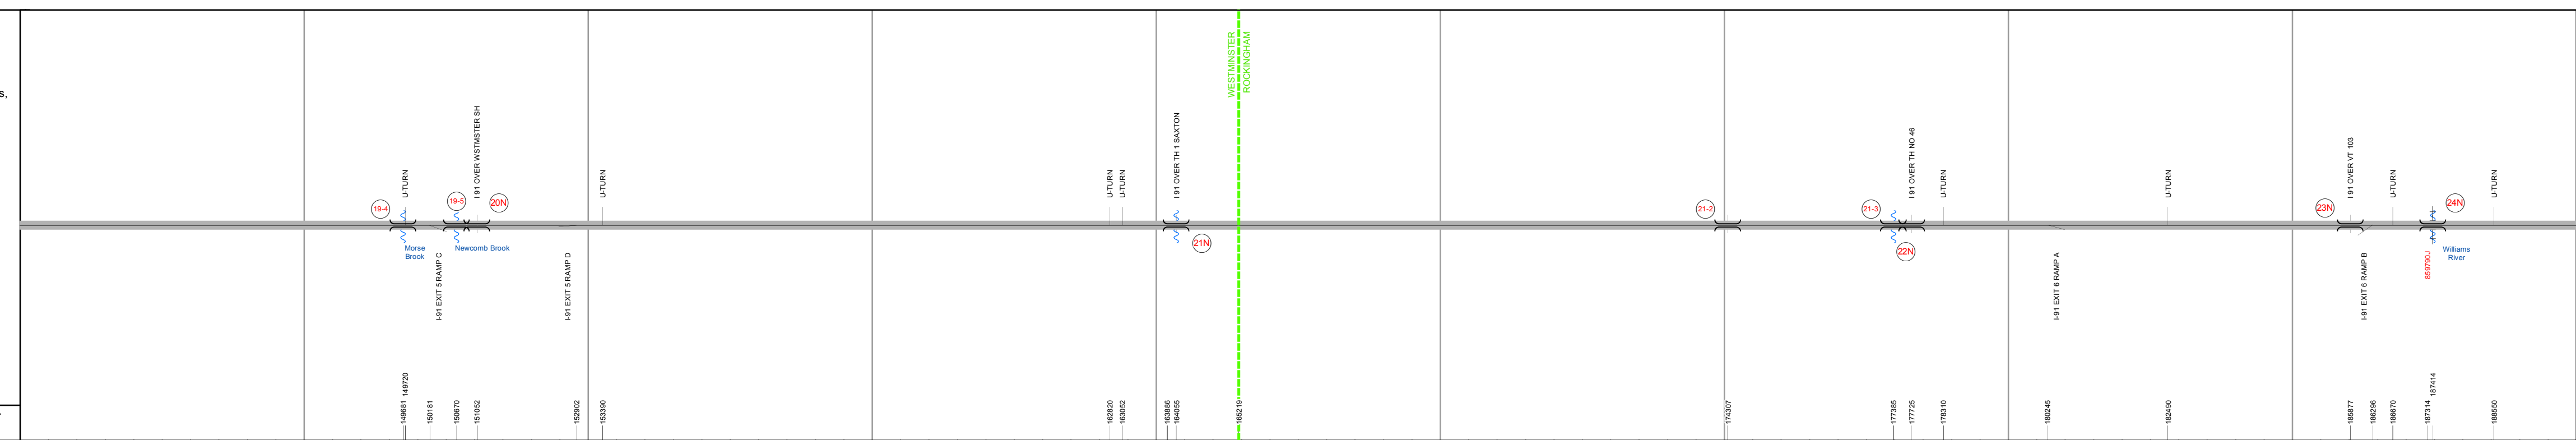 s,
WESTMINSTER
ROCKINGHAM
19-4
U-TURN
19-5
I 91 OVER WSTMSTER SH
20N
U-TURN
U-TURN
U-TURN
I 91 OVER TH 1 SAXTON
21N
21-2
21-3
I 91 OVER TH NO 46
22N
U-TURN
U-TURN
23N
I 91 OVER VT 103
U-TURN
24N
U-TURN
Morse
Brook
Newcomb Brook
I-91 EXIT 5 RAMP C
I-91 EXIT 5 RAMP D
I-91 EXIT 6 RAMP A
I-91 EXIT 6 RAMP B
859790J
Williams
River
149681
149720
150181
150670
151052
152902
153390
162820
163052
163886
164055
165219
174307
177385
177725
178310
180245
182490
185877
186296
186670
187314
187414
188550